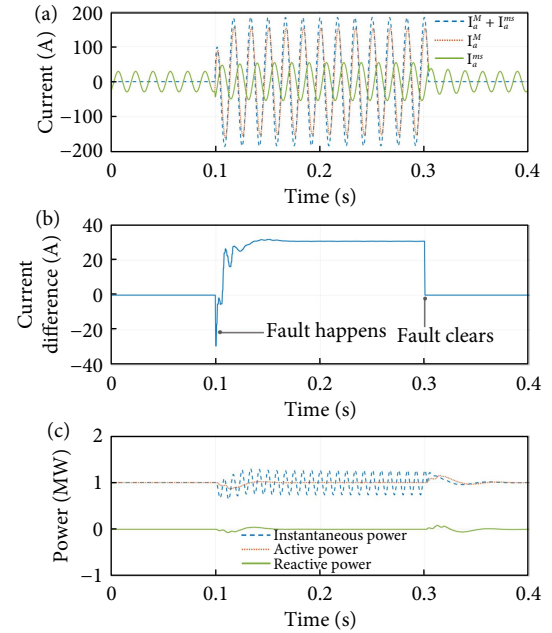 (a)
200
100
0
−100
200
Current (A)
I_a^M + I_a^ms
I_a^M
I_a^ms
0 0.1 0.2 0.3 0.4
Time (s)
(b)
40
20
0
−20
−40
Current
difference (A)
Fault happens
Fault clears
0 0.1 0.2 0.3 0.4
Time (s)
(c)
2
1
0
−1
Power (MW)
Instantaneous power
Active power
Reactive power
0 0.1 0.2 0.3 0.4
Time (s)